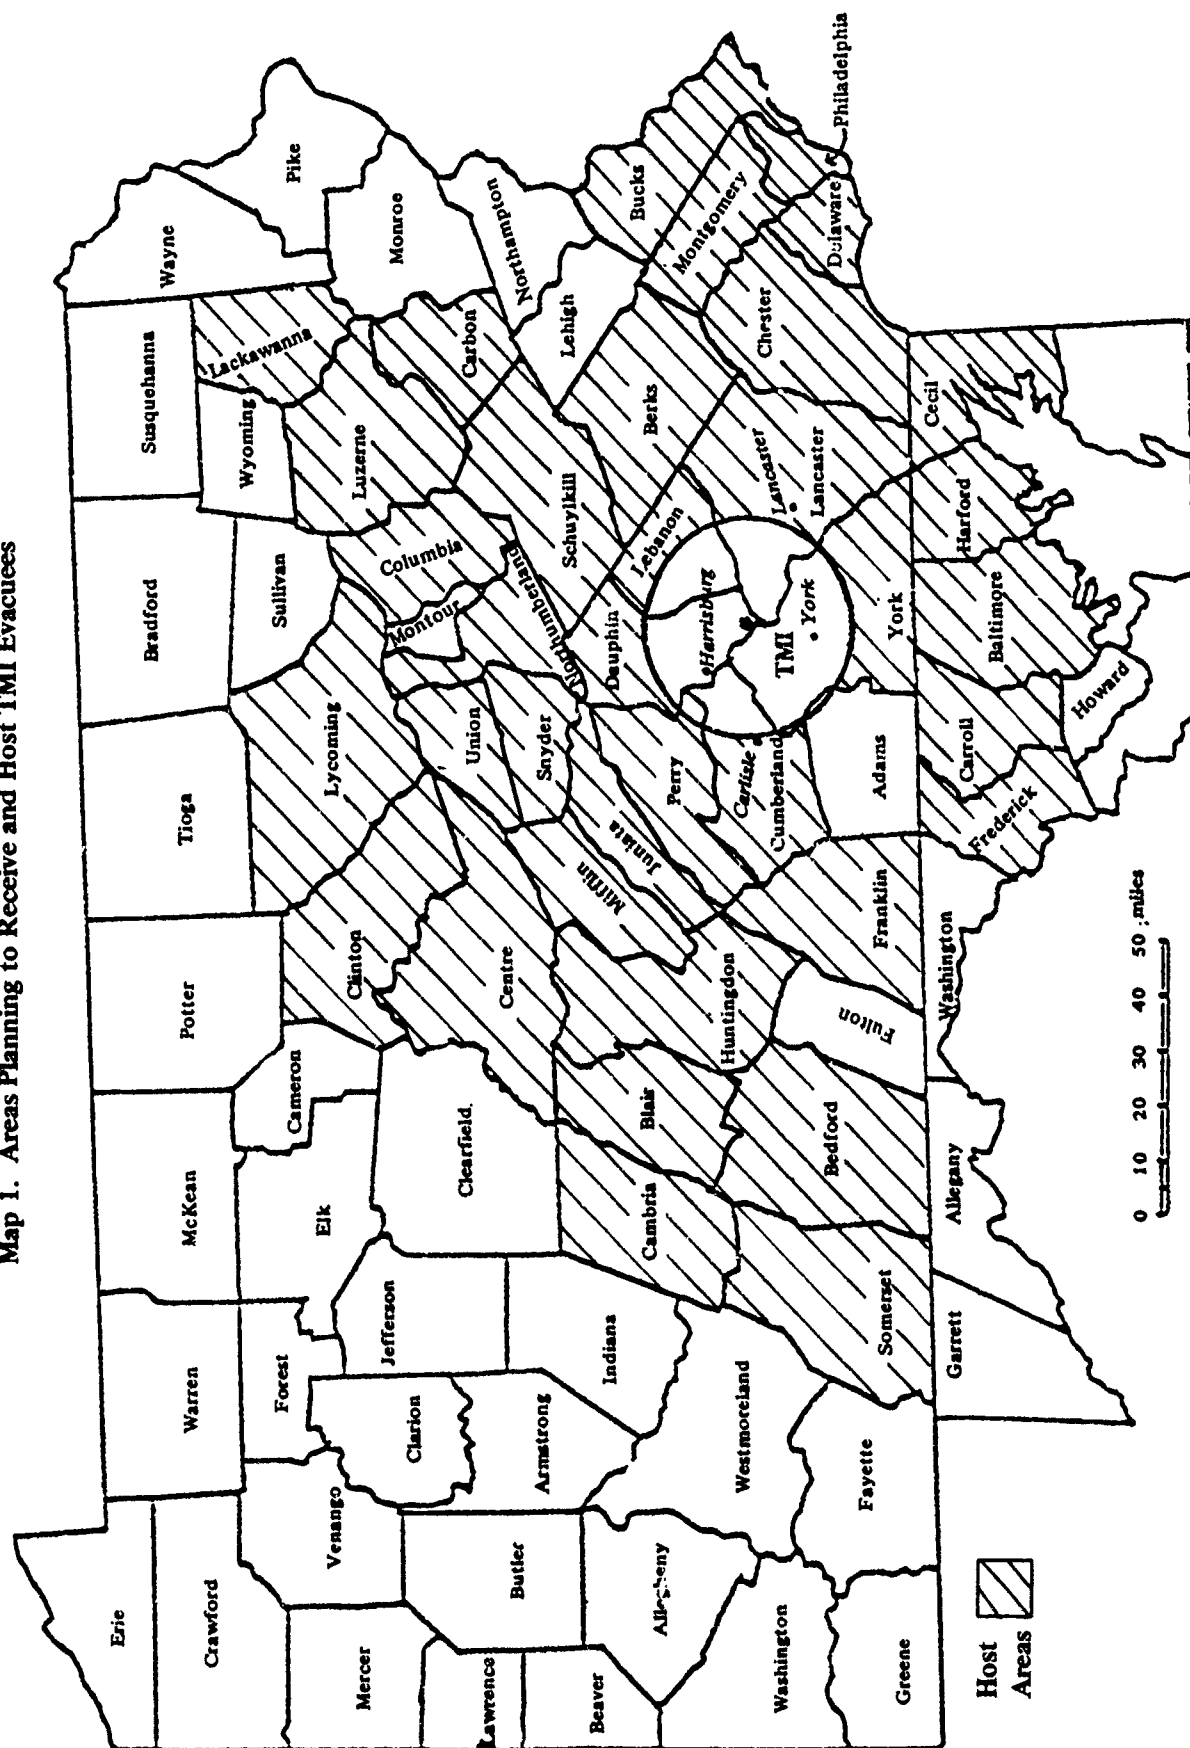 Map 1. Areas Planning to Receive and Host TMI Evacuees
Erie
Crawford
Warren
McKean
Potter
Tioga
Bradford
Susquehanna
Wayne
Pike
Mercer
Venango
Forest
Elk
Cameron
Clinton
Lycoming
Sullivan
Wyoming
Lackawanna
Luzerne
Monroe
Lawrence
Butler
Clarion
Jefferson
Clearfield
Centre
Union
Montour
Columbia
Carbon
Northampton
Beaver
Allegheny
Armstrong
Indiana
Cambria
Blair
Huntingdon
Mifflin
Juniata
Snyder
Northumberland
Schuylkill
Lehigh
Perry
Dauphin
Lebanon
Berks
Bucks
Montgomery
Washington
Westmoreland
Carlisle
Cumberland
Harrisburg
TMI
York
Lancaster
Lancaster
Chester
Delaware
Philadelphia
Greene
Fayette
Somerset
Bedford
Fulton
Franklin
Adams
York
Garrett
Allegany
Washington
Frederick
Carroll
Baltimore
Harford
Cecil
Howard
Host
Areas
0 10 20 30 40 50 miles